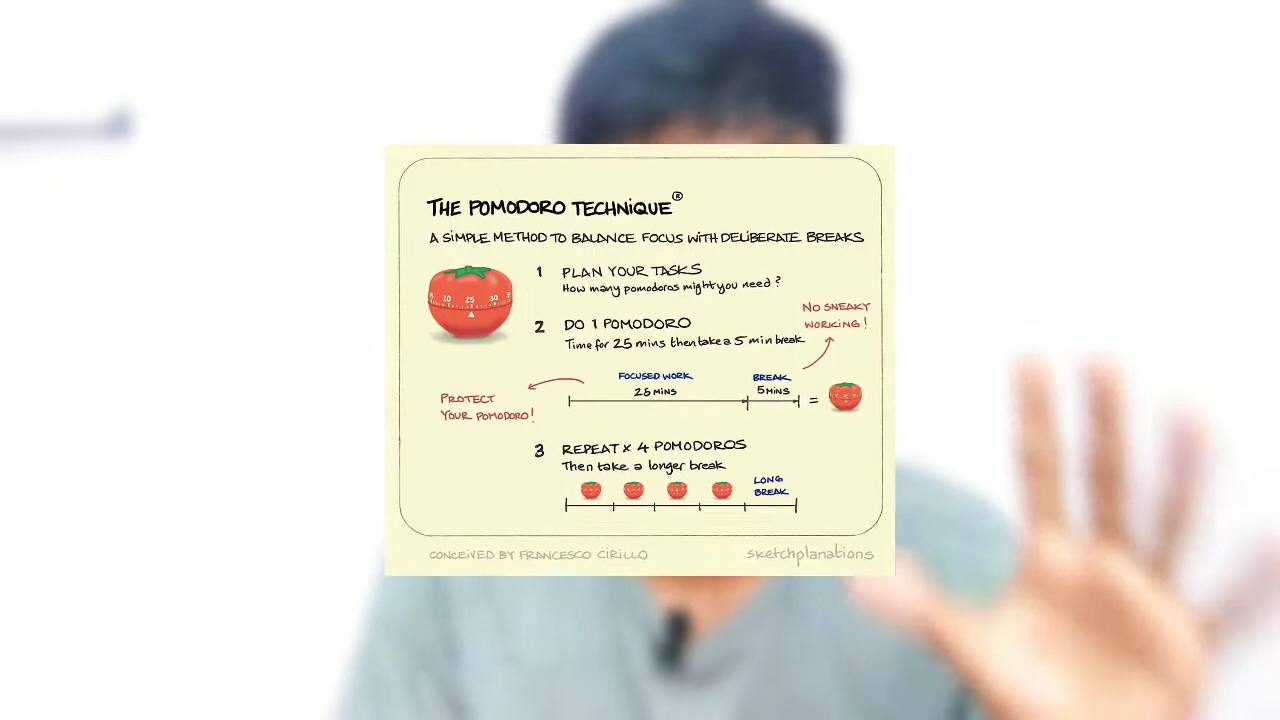 THE POMODORO TECHNIQUE®
A SIMPLE METHOD TO BALANCE FOCUS WITH DELIBERATE BREAKS
20 25 30
1 PLAN YOUR TASKS
How many pomodoros might you need?
NO SNEAKY
WORKING!
2 DO 1 POMODORO
Time for 25 mins then take a 5 min break
FOCUSED WORK
25 MINS
BREAK
5 MINS
=
PROTECT
YOUR POMODORO!
3 REPEAT x 4 POMODOROS
Then take a longer break
LONG
BREAK
CONCEIVED BY FRANCESCO CIRILLO
sketchplanations